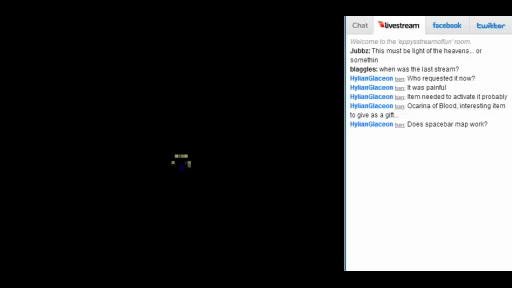 Chat livestream facebook twitter
Welcome to the 'eppysstreamoffun' room.
Jubbz: This must be light of the heavens... or
somethin
blaggles: when was the last stream?
HylianGlaceon ban: Who requested it now?
HylianGlaceon ban: It was painful
HylianGlaceon ban: Item needed to activate it probably
HylianGlaceon ban: Ocarina of Blood, interesting item
to give as a gift...
HylianGlaceon ban: Does spacebar map work?